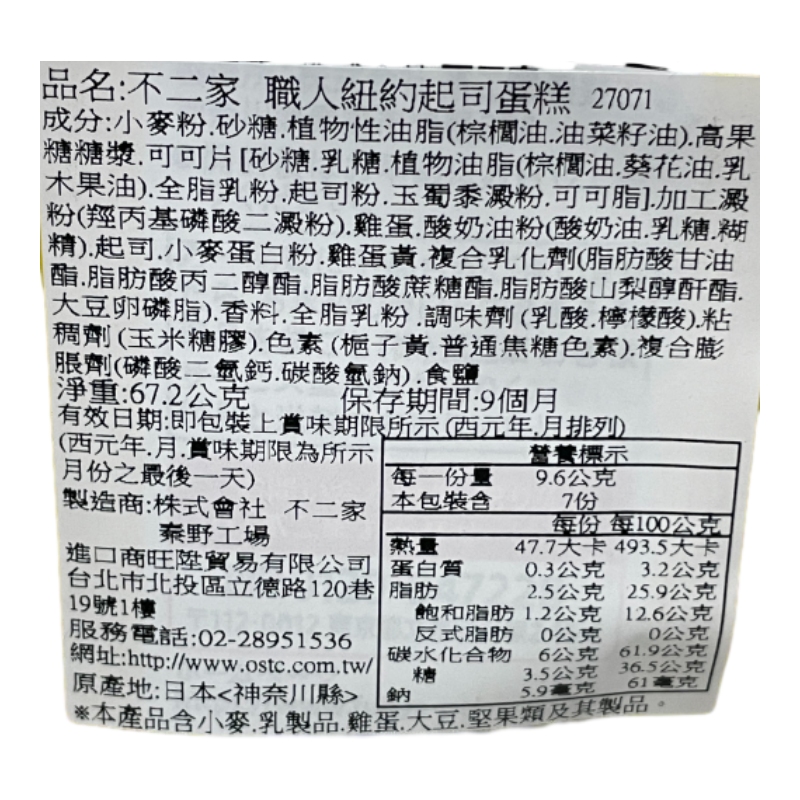 品名:不二家 職人紐約起司蛋糕 27071
成分:小麥粉.砂糖.植物性油脂(棕櫚油.油菜籽油).高果
糖糖漿.可可片[砂糖.乳糖.植物油脂(棕櫚油.葵花油.乳
木果油).全脂乳粉.起司粉.玉蜀黍澱粉.可可脂].加工澱
粉(羥丙基磷酸二澱粉).雞蛋.酸奶油粉(酸奶油.乳糖.糊
精).起司.小麥蛋白粉.雞蛋黃.複合乳化劑(脂肪酸甘油
酯.脂肪酸丙二醇酯.脂肪酸蔗糖酯.脂肪酸山梨醇酐酯.
大豆卵磷脂).香料.全脂乳粉.調味劑(乳酸.檸檬酸).粘
稠劑(玉米糖膠).色素(梔子黃.普通焦糖色素).複合膨
脹劑(磷酸二氫鈣.碳酸氫鈉).食鹽
淨重:67.2公克 保存期間:9個月
有效日期:即包裝上賞味期限所示(西元年.月排列)
(西元年.月.賞味期限為所示
月份之最後一天)
製造商:株式會社 不二家
秦野工場
進口商旺陞貿易有限公司
台北市北投區立德路120巷
19號1樓
服務電話:02-28951536
網址:http://www.ostc.com.tw/
原產地:日本<神奈川縣>
營養標示
每一份量 9.6公克
本包裝含 7份
每份 每100公克
熱量 47.7大卡 493.5大卡
蛋白質 0.3公克 3.2公克
脂肪 2.5公克 25.9公克
飽和脂肪 1.2公克 12.6公克
反式脂肪 0公克 0公克
碳水化合物 6公克 61.9公克
糖 3.5公克 36.5公克
鈉 5.9毫克 61毫克
※本產品含小麥.乳製品.雞蛋.大豆.堅果類及其製品。